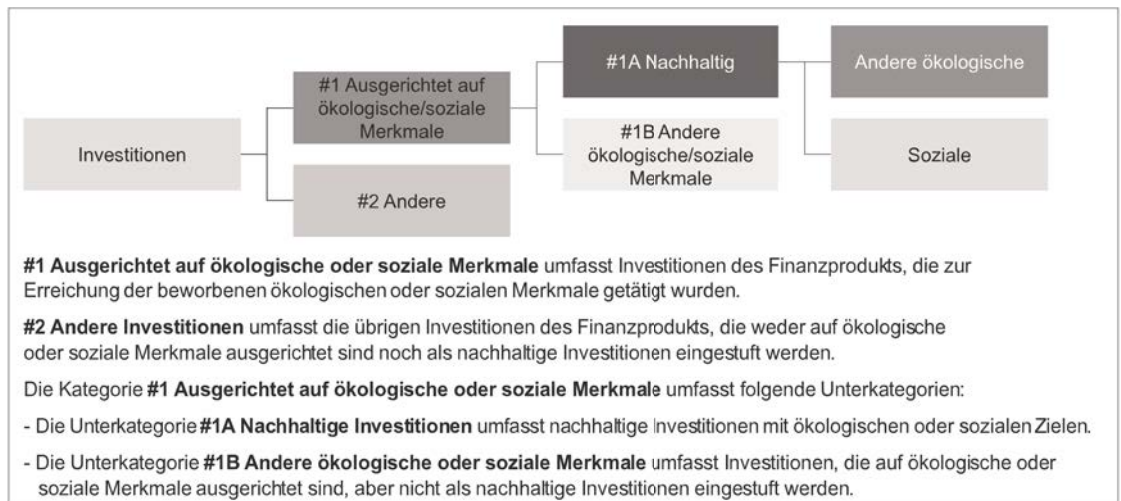 #1A Nachhaltig
Andere ökologische
#1 Ausgerichtet auf
ökologische/soziale
Merkmale
#1B Andere
ökologische/soziale
Merkmale
Investitionen
Soziale
#2 Andere
#1 Ausgerichtet auf ökologische oder soziale Merkmale umfasst Investitionen des Finanzprodukts, die zur
Erreichung der beworbenen ökologischen oder sozialen Merkmale getätigt wurden.
#2 Andere Investitionen umfasst die übrigen Investitionen des Finanzprodukts, die weder auf ökologische
oder soziale Merkmale ausgerichtet sind noch als nachhaltige Investitionen eingestuft werden.
Die Kategorie #1 Ausgerichtet auf ökologische oder soziale Merkmale umfasst folgende Unterkategorien:
- Die Unterkategorie #1A Nachhaltige Investitionen umfasst nachhaltige Investitionen mit ökologischen oder sozialen Zielen.
- Die Unterkategorie #1B Andere ökologische oder soziale Merkmale umfasst Investitionen, die auf ökologische oder
soziale Merkmale ausgerichtet sind, aber nicht als nachhaltige Investitionen eingestuft werden.